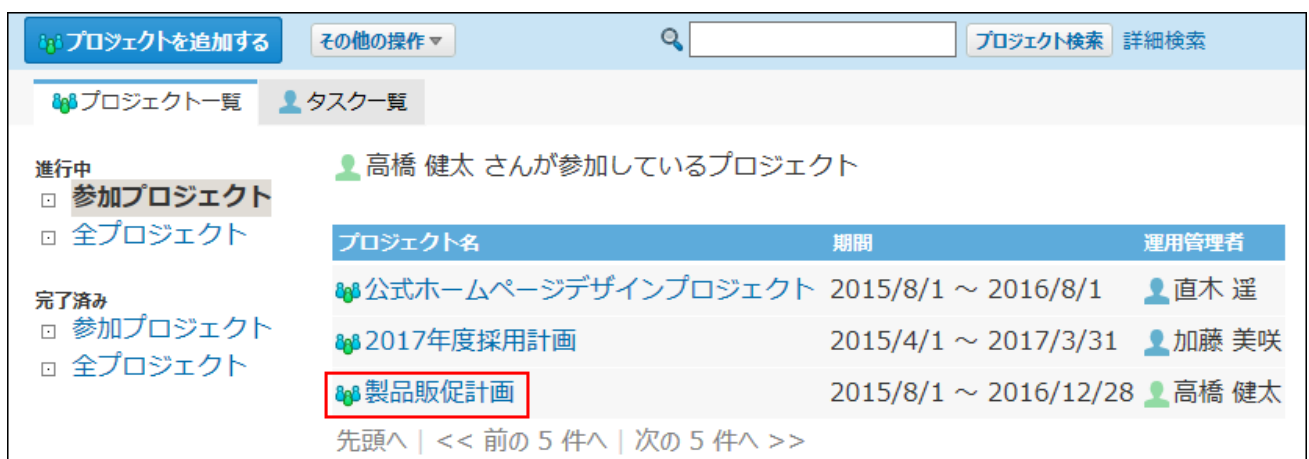 プロジェクトを追加する その他の操作▼ プロジェクト検索 詳細検索
プロジェクト一覧 タスク一覧
進行中
参加プロジェクト
全プロジェクト
完了済み
参加プロジェクト
全プロジェクト
高橋 健太 さんが参加しているプロジェクト
プロジェクト名 期間 運用管理者
公式ホームページデザインプロジェクト 2015/8/1 ～ 2016/8/1 直木 遥
2017年度採用計画 2015/4/1 ～ 2017/3/31 加藤 美咲
製品販促計画 2015/8/1 ～ 2016/12/28 高橋 健太
先頭へ | << 前の 5 件へ | 次の 5 件へ >>